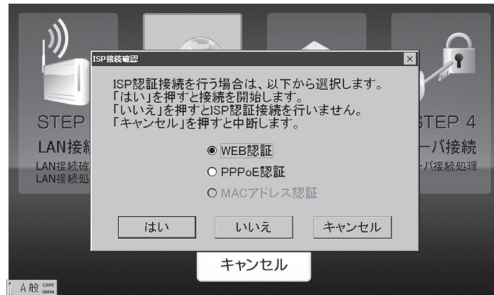 ISP接続確認
ISP認証接続を行う場合は、以下から選択します。
「はい」を押すと接続を開始します。
「いいえ」を押すとISP認証接続を行いません。
「キャンセル」を押すと中断します。
WEB認証
PPPoE認証
MACアドレス認証
はい いいえ キャンセル
STEP
LAN接続
LAN接続確
LAN接続処
STEP 4
ーバ接続
ーバ接続処理
キャンセル
A 般 CAPS
KANA